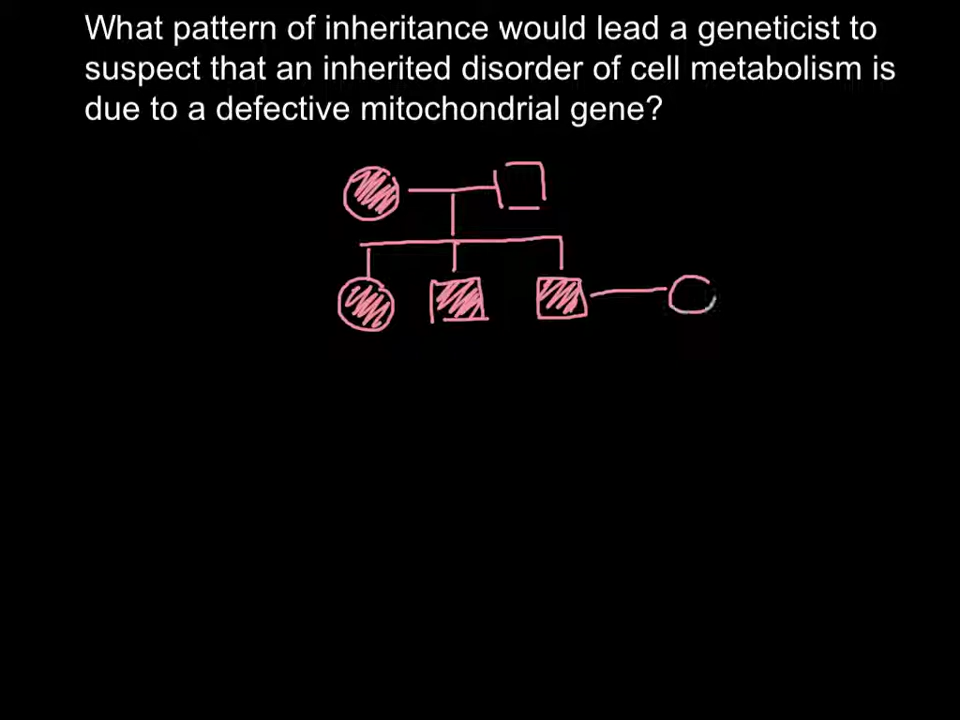 What pattern of inheritance would lead a geneticist to
suspect that an inherited disorder of cell metabolism is
due to a defective mitochondrial gene?